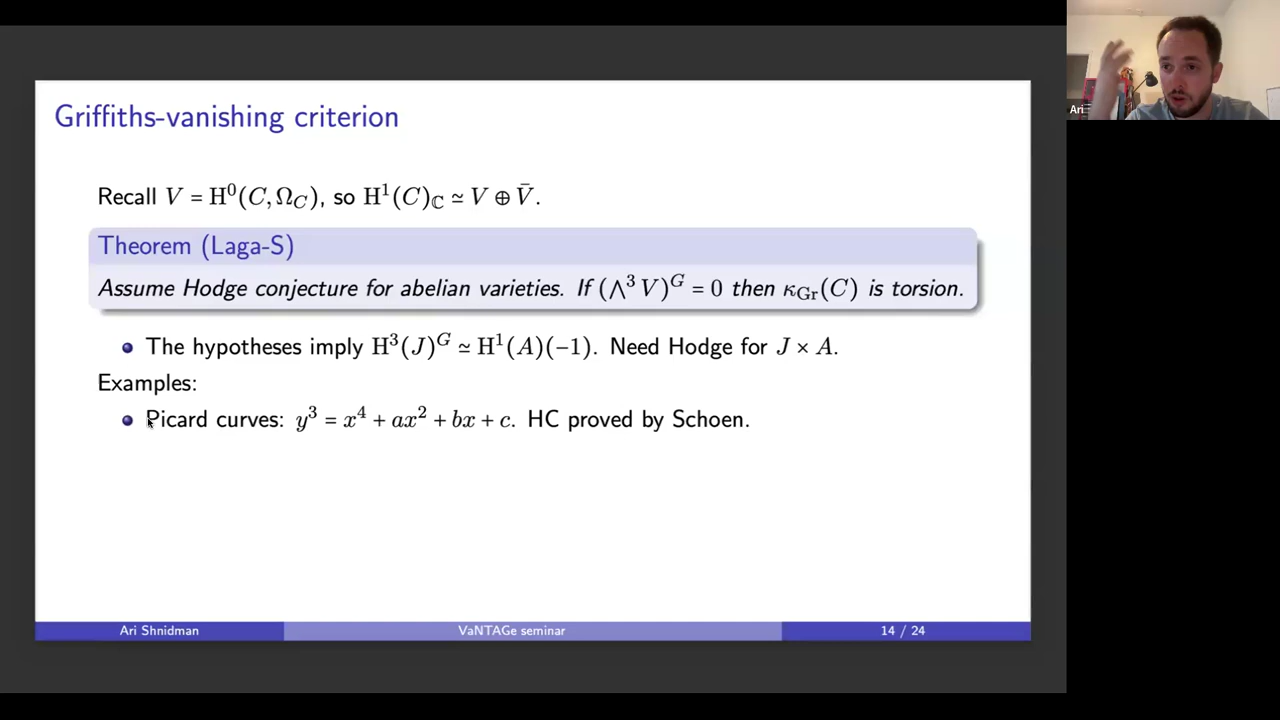 Griffiths-vanishing criterion
Recall V = H⁰(C, Ω_C), so H¹(C)_ℂ ≃ V ⊕ V̄.
Theorem (Laga-S)
Assume Hodge conjecture for abelian varieties. If (⋀³ V)^G = 0 then κ_Gr(C) is torsion.
The hypotheses imply H³(J)^G ≃ H¹(A)(−1). Need Hodge for J × A.
Examples:
Picard curves: y³ = x⁴ + ax² + bx + c. HC proved by Schoen.
Ari Shnidman VaNTAGe seminar 14 / 24
Ari